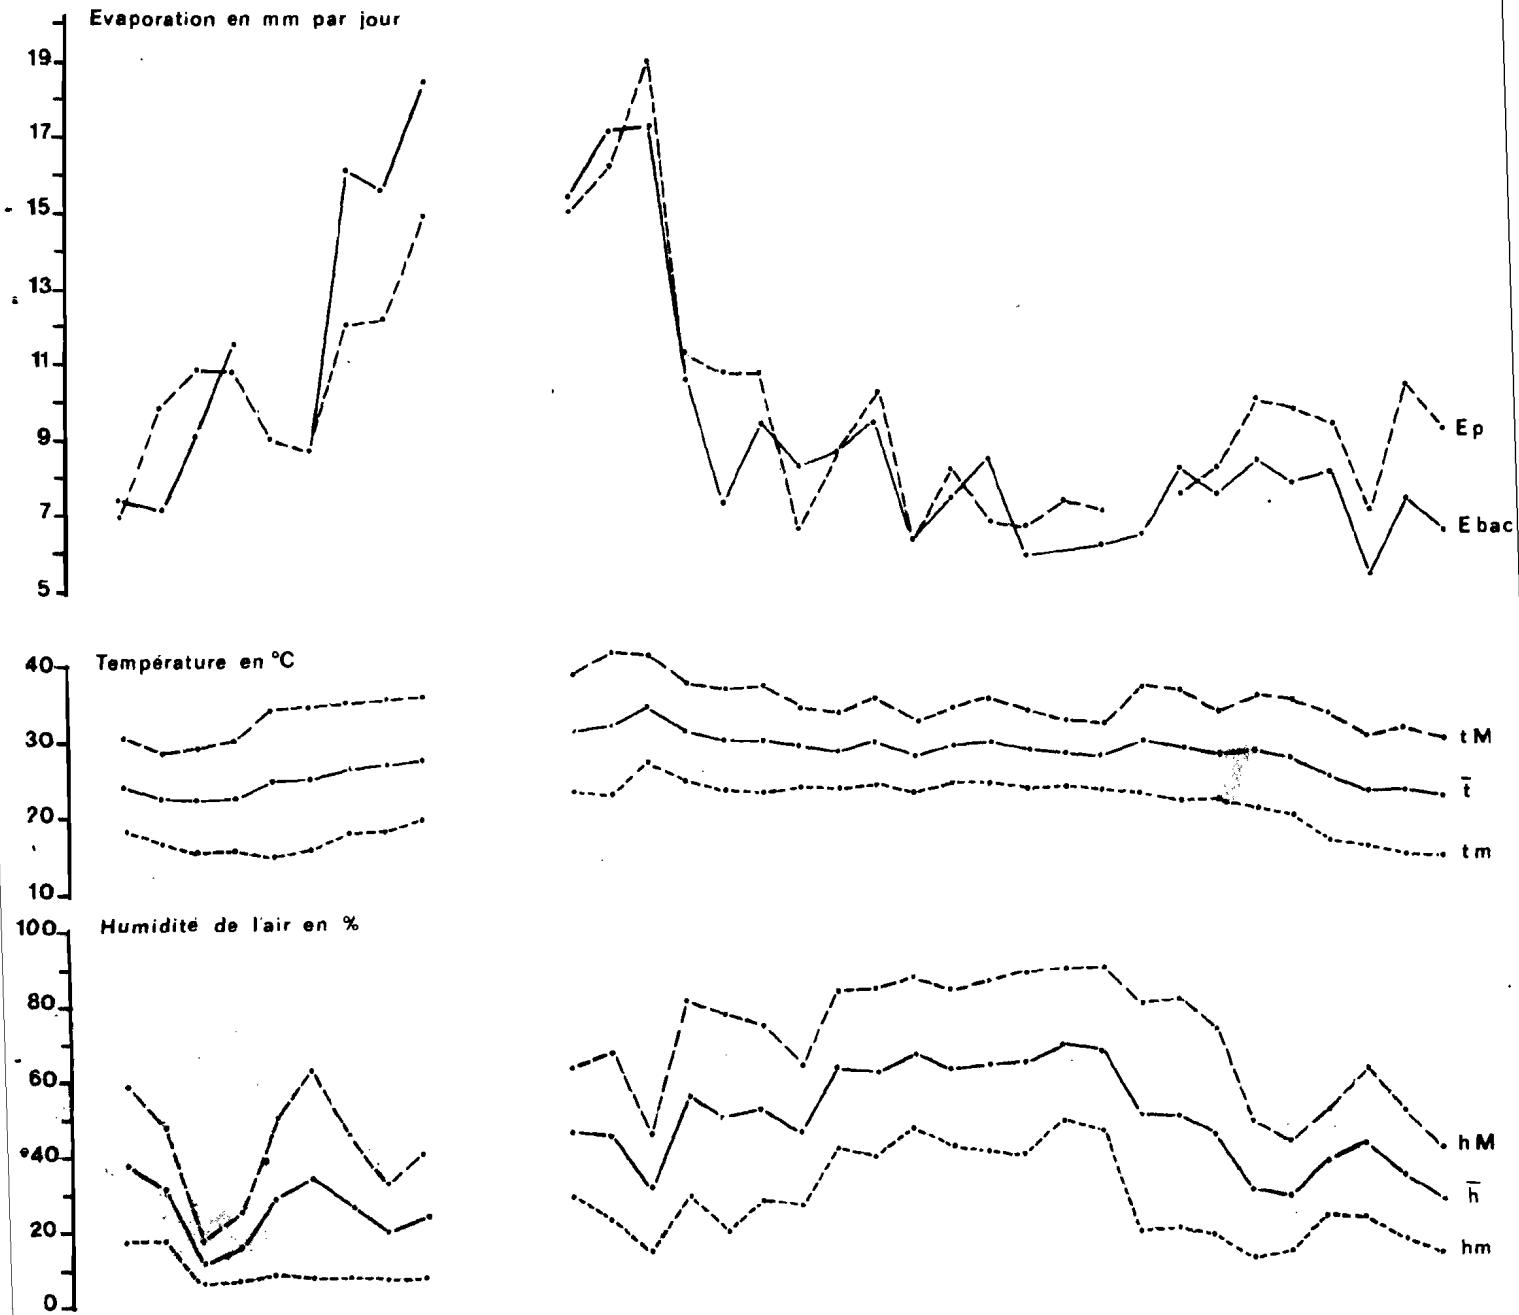 Evaporation en mm par jour
19
17
15
13
11
9
7
5
Ep
E bac
Température en °C
40
30
20
10
tM
t̅
tm
Humidité de l'air en %
100
80
60
40
20
0
hM
h̅
hm